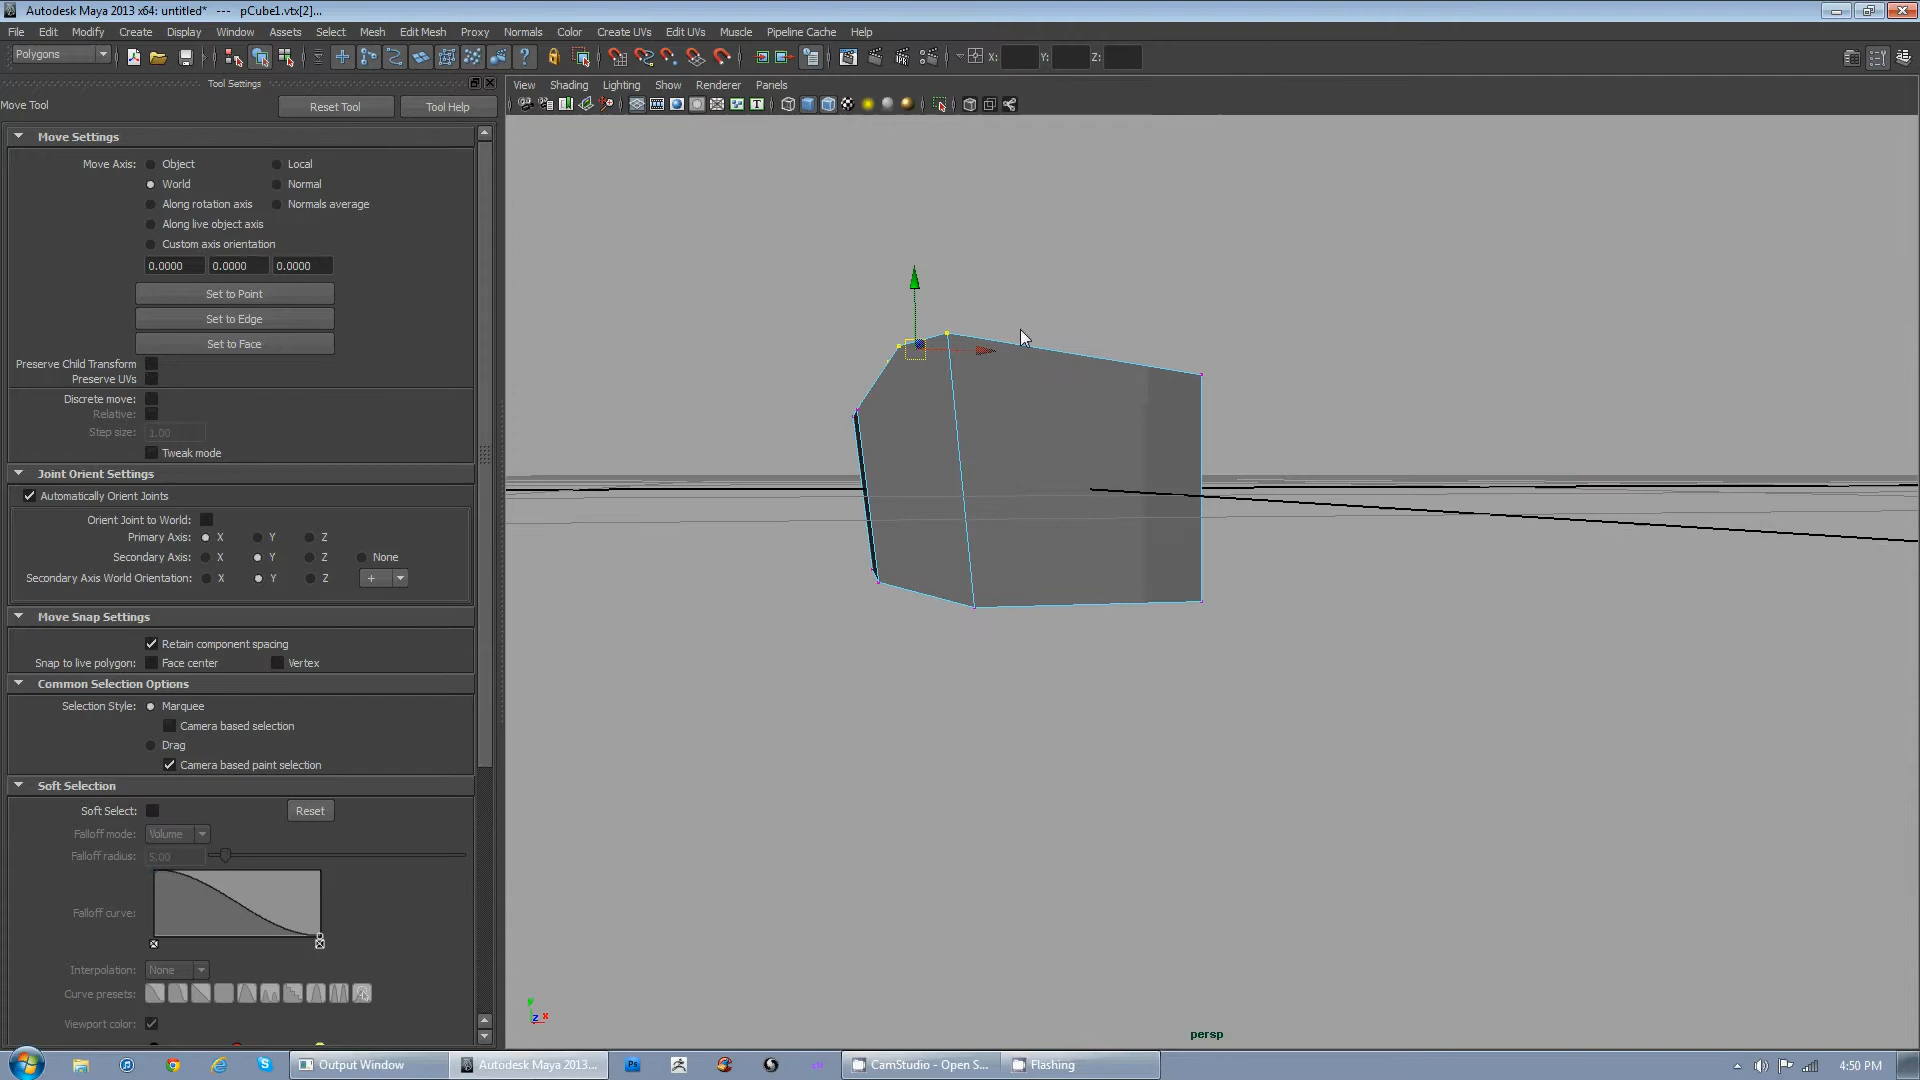 Autodesk Maya 2013 x64: untitled*   ---   pCube1.vtx[2]...
File Edit Modify Create Display Window Assets Select Mesh Edit Mesh Proxy Normals Color Create UVs Edit UVs Muscle Pipeline Cache Help
Polygons X: Y: Z:
Tool Settings
View Shading Lighting Show Renderer Panels
Move Tool Reset Tool Tool Help
Move Settings
Move Axis: Object Local
World Normal
Along rotation axis Normals average
Along live object axis
Custom axis orientation
0.0000 0.0000 0.0000
Set to Point
Set to Edge
Set to Face
Preserve Child Transform
Preserve UVs
Discrete move:
Relative:
Step size: 1.00
Tweak mode
Joint Orient Settings
Automatically Orient Joints
Orient Joint to World:
Primary Axis: X Y Z
Secondary Axis: X Y Z None
Secondary Axis World Orientation: X Y Z +
Move Snap Settings
Retain component spacing
Snap to live polygon: Face center Vertex
Common Selection Options
Selection Style: Marquee
Camera based selection
Drag
Camera based paint selection
Soft Selection
Soft Select: Reset
Falloff mode: Volume
Falloff radius: 5.00
Falloff curve:
Interpolation: None
Curve presets:
Viewport color:
y
z x
persp
Output Window Autodesk Maya 2013... Ps CamStudio - Open S... Flashing 4:50 PM